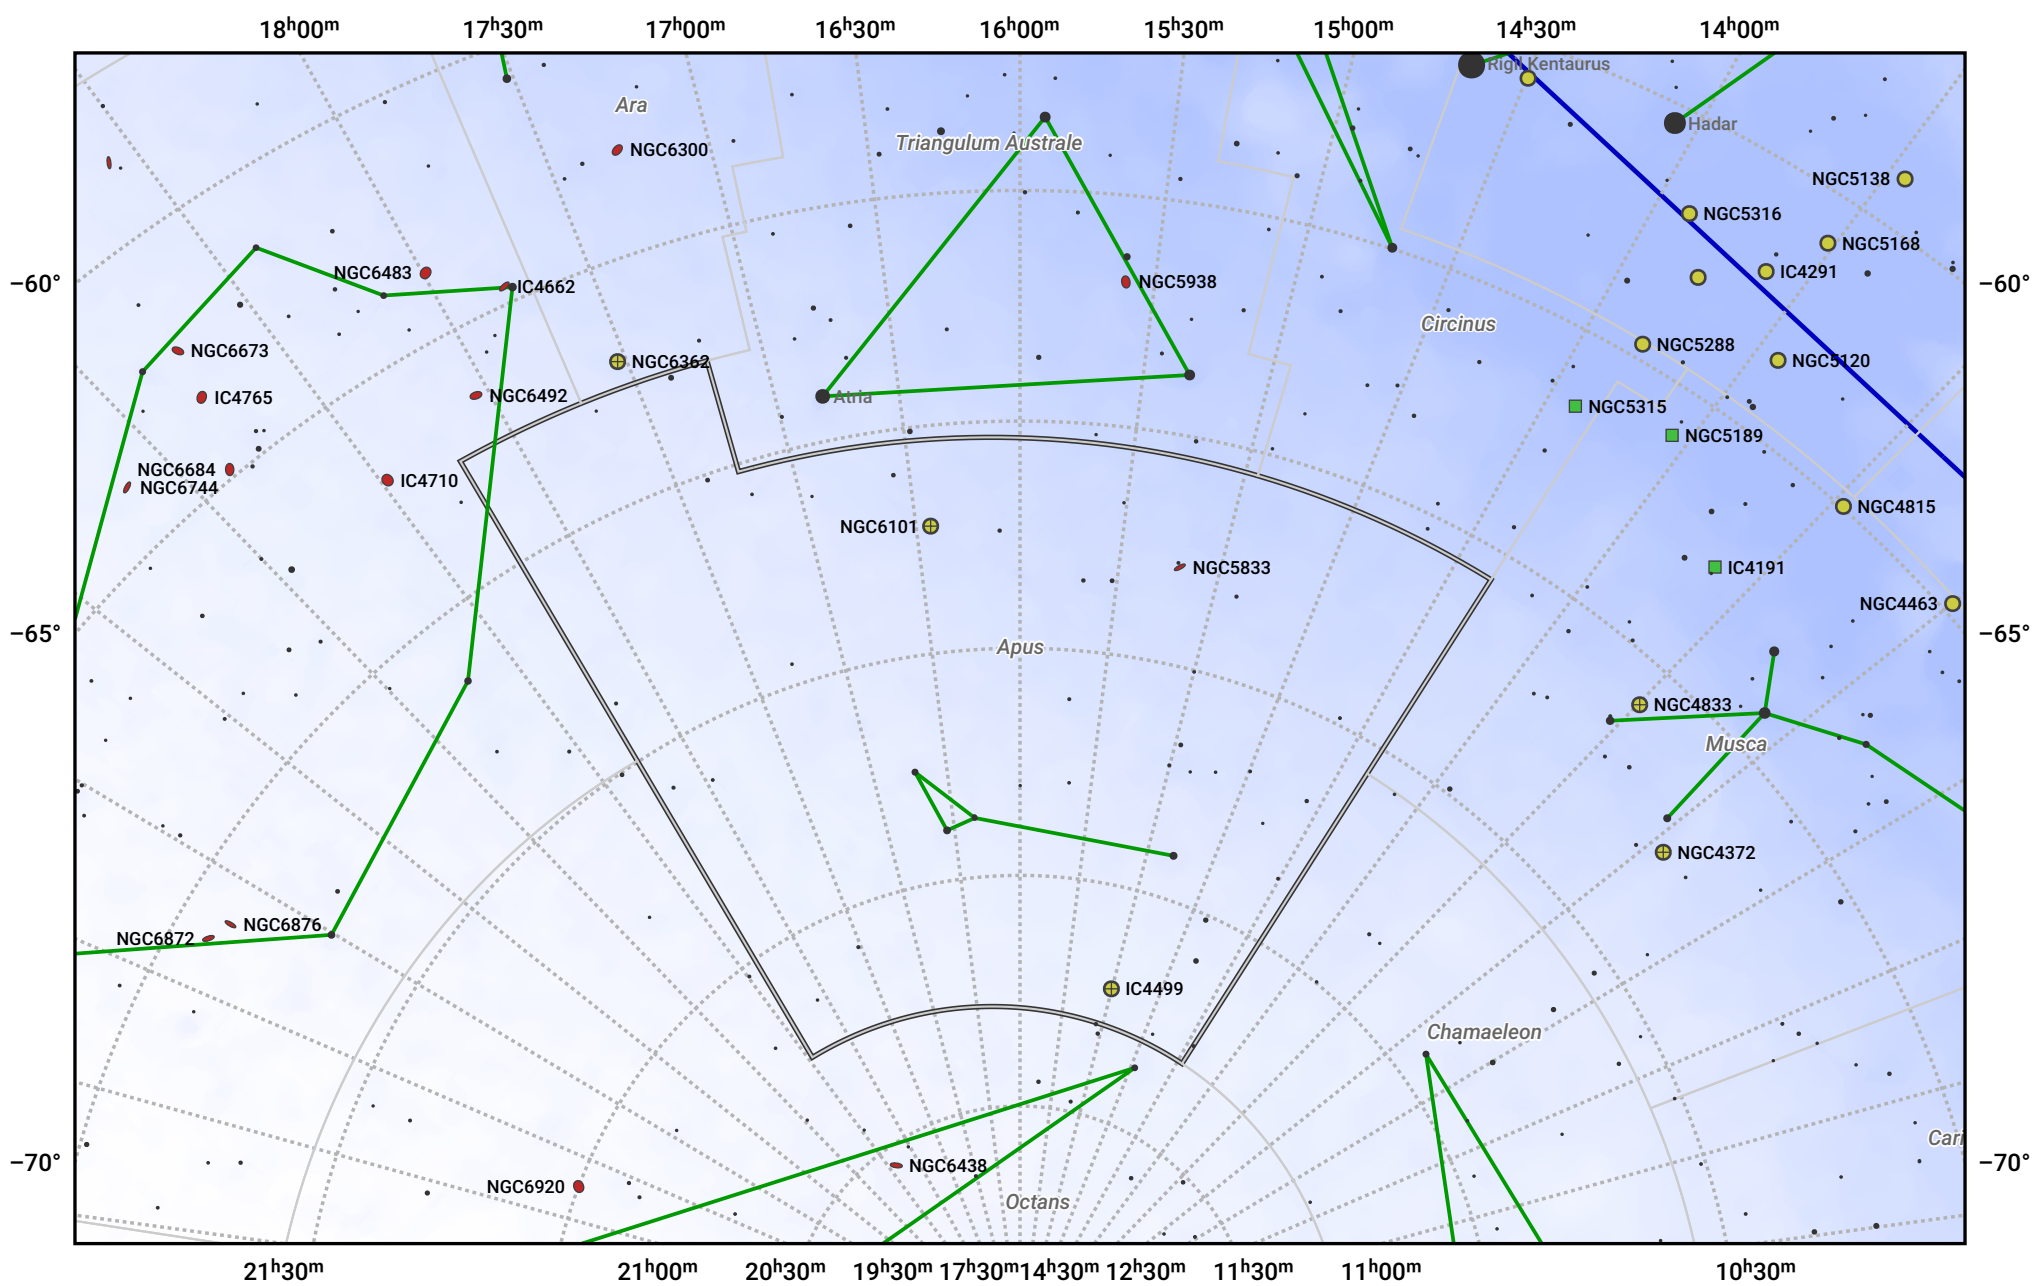 18ʰ00ᵐ 17ʰ30ᵐ 17ʰ00ᵐ 16ʰ30ᵐ 16ʰ00ᵐ 15ʰ30ᵐ 15ʰ00ᵐ 14ʰ30ᵐ 14ʰ00ᵐ
Rigil Kentaurus
Ara
Hadar
Triangulum Australe
NGC6300
NGC5138
NGC5316
NGC5168
NGC6483
IC4291
−60°
IC4662
NGC5938
−60°
Circinus
NGC5288
NGC6673
NGC6362
NGC5120
IC4765
NGC6492
Atria
NGC5315
NGC5189
NGC6684
IC4710
NGC6744
NGC4815
NGC6101
NGC5833
IC4191
NGC4463
−65°
−65°
Apus
NGC4833
Musca
NGC4372
NGC6876
NGC6872
IC4499
Chamaeleon
Cari
−70°
NGC6438
−70°
NGC6920
Octans
21ʰ30ᵐ 21ʰ00ᵐ 20ʰ30ᵐ 19ʰ30ᵐ 17ʰ30ᵐ 14ʰ30ᵐ 12ʰ30ᵐ 11ʰ30ᵐ 11ʰ00ᵐ 10ʰ30ᵐ